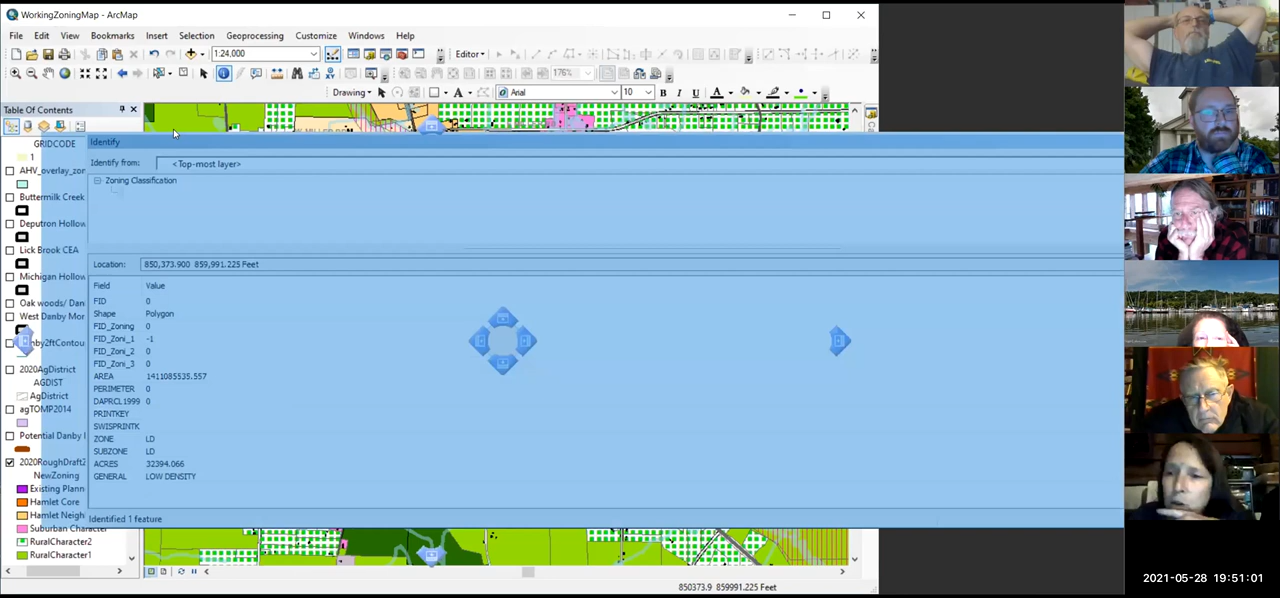 WorkingZoningMap - ArcMap
File Edit View Bookmarks Insert Selection Geoprocessing Customize Windows Help
1:24,000 Editor
176%
Drawing Arial 10 B I U A
Table Of Contents
GRIDCODE
1
AHV_overlay_zon
Buttermilk Creek
Deputron Hollow
Lick Brook CEA
Michigan Hollow
Oak woods/ Dan
West Danby Mor
nby2ftContou
2020AgDistrict
AGDIST
AgDistrict
agTOMP2014
Potential Danby
2020RoughDraft2
NewZoning
Existing Plann
Hamlet Core
Hamlet Neigh
Suburban Character
RuralCharacter2
RuralCharacter1
Identify
Identify from: <Top-most layer>
Zoning Classification
Location: 850,373.900 859,991.225 Feet
Field Value
FID 0
Shape Polygon
FID_Zoning 0
FID_Zoni_1 -1
FID_Zoni_2 0
FID_Zoni_3 0
AREA 1411085535.557
PERIMETER 0
DAPRCL1999 0
PRINTKEY
SWISPRINTK
ZONE LD
SUBZONE LD
ACRES 32394.066
GENERAL LOW DENSITY
Identified 1 feature
850373.9 859991.225 Feet
2021-05-28 19:51:01